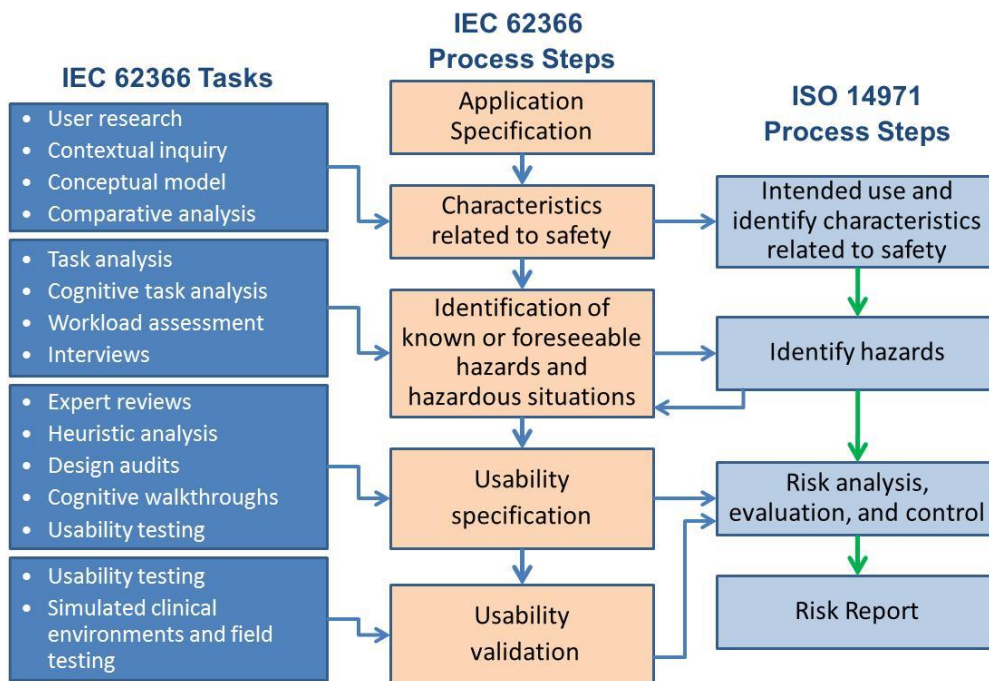 IEC 62366 Tasks
• User research
• Contextual inquiry
• Conceptual model
• Comparative analysis
• Task analysis
• Cognitive task analysis
• Workload assessment
• Interviews
• Expert reviews
• Heuristic analysis
• Design audits
• Cognitive walkthroughs
• Usability testing
• Usability testing
• Simulated clinical
environments and field
testing
IEC 62366
Process Steps
Application
Specification
Characteristics
related to safety
Identification of
known or foreseeable
hazards and
hazardous situations
Usability
specification
Usability
validation
ISO 14971
Process Steps
Intended use and
identify characteristics
related to safety
Identify hazards
Risk analysis,
evaluation, and control
Risk Report